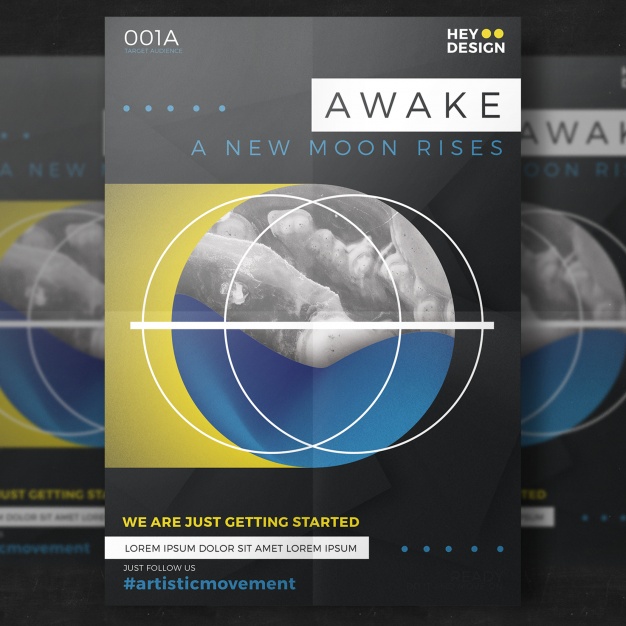 001A
TARGET AUDIENCE
HEY
DESIGN
AWAKE
A NEW MOON RISES
WE ARE JUST GETTING STARTED
LOREM IPSUM DOLOR SIT AMET LOREM IPSUM
JUST FOLLOW US
#artisticmovement